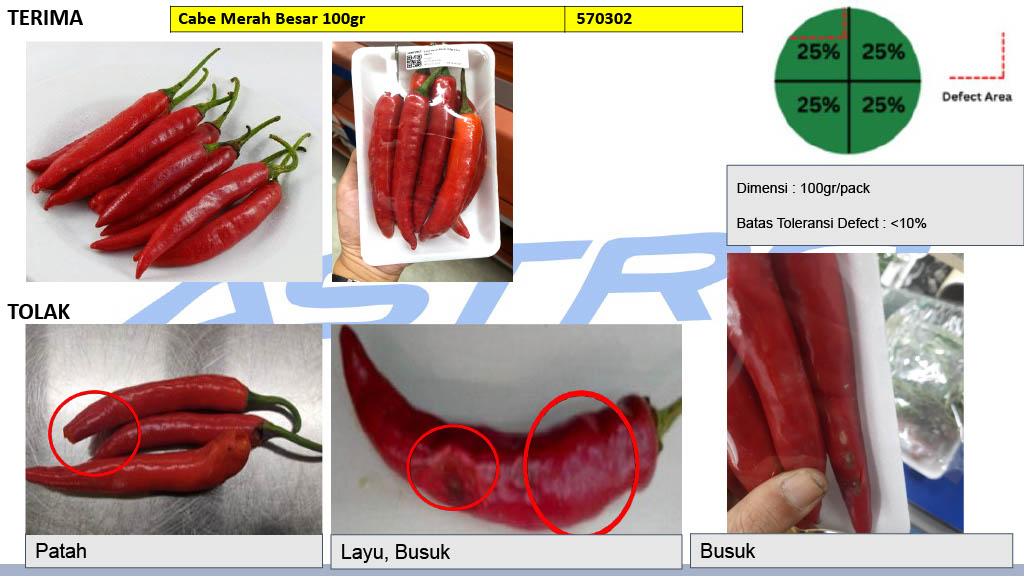 TERIMA
Cabe Merah Besar 100gr 570302
25% 25%
25% 25%
Defect Area
Dimensi : 100gr/pack
Batas Toleransi Defect : <10%
ASTRO
TOLAK
Patah
Layu, Busuk
Busuk